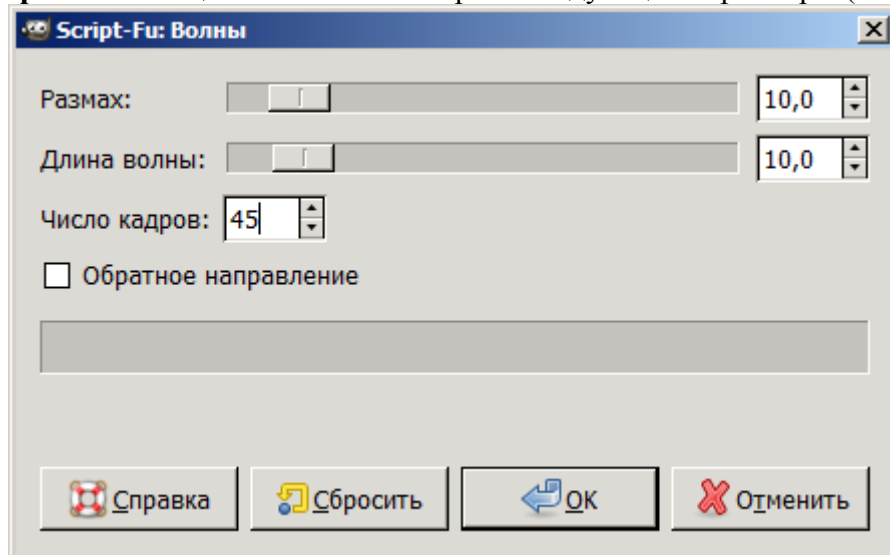 Script-Fu: Волны
Размах: 10,0
Длина волны: 10,0
Число кадров: 45
Обратное направление
Справка Сбросить OK Отменить